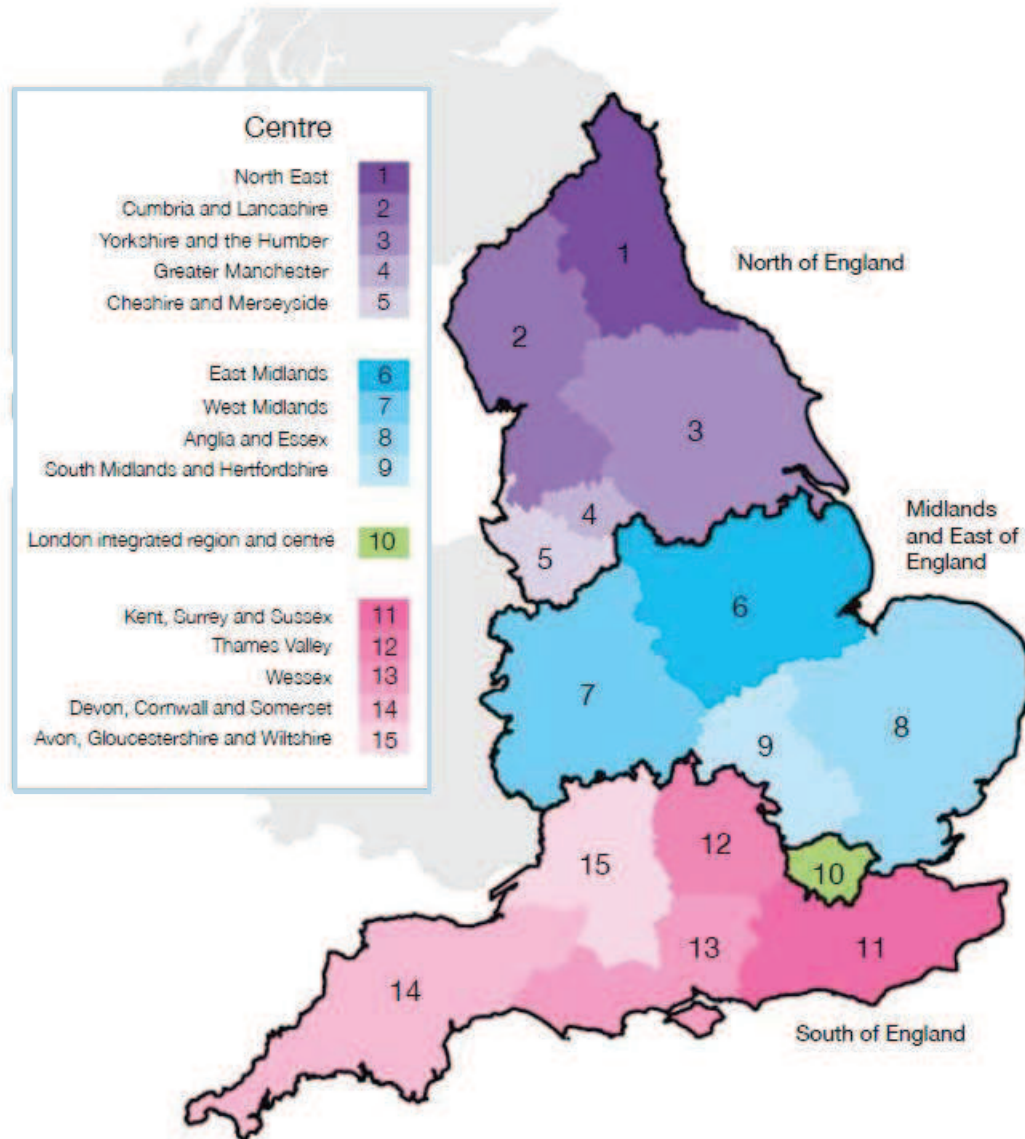 Centre
North East 1
Cumbria and Lancashire 2
Yorkshire and the Humber 3
Greater Manchester 4
Cheshire and Merseyside 5
East Midlands 6
West Midlands 7
Anglia and Essex 8
South Midlands and Hertfordshire 9
London integrated region and centre 10
Kent, Surrey and Sussex 11
Thames Valley 12
Wessex 13
Devon, Cornwall and Somerset 14
Avon, Gloucestershire and Wiltshire 15
1
North of England
2
3
4
5
Midlands
and East of
England
6
7
8
9
10
12
15
13
11
14
South of England